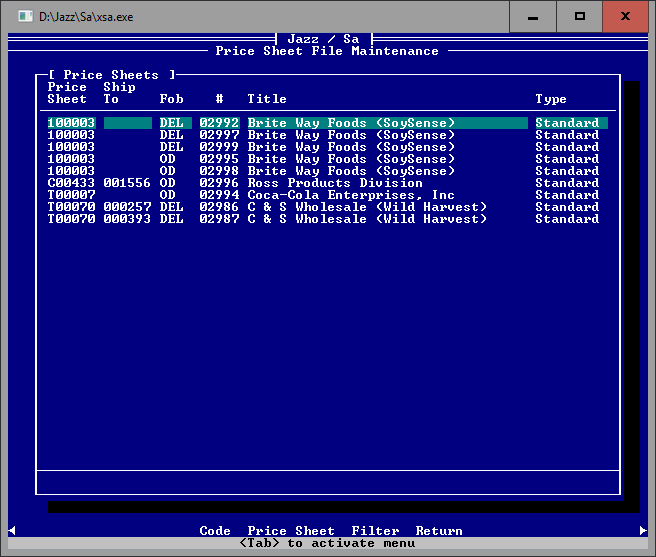 D:\Jazz\Sa\xsa.exe
Jazz / Sa
Price Sheet File Maintenance
[ Price Sheets ]
Price Ship
Sheet To Fob # Title Type
100003 DEL 02992 Brite Way Foods (SoySense) Standard
100003 DEL 02997 Brite Way Foods (SoySense) Standard
100003 DEL 02999 Brite Way Foods (SoySense) Standard
100003 OD 02995 Brite Way Foods (SoySense) Standard
100003 OD 02998 Brite Way Foods (SoySense) Standard
C00433 001556 OD 02996 Ross Products Division Standard
T00007 OD 02994 Coca-Cola Enterprises, Inc Standard
T00070 000257 DEL 02986 C & S Wholesale (Wild Harvest) Standard
T00070 000393 DEL 02987 C & S Wholesale (Wild Harvest) Standard
Code Price Sheet Filter Return
<Tab> to activate menu